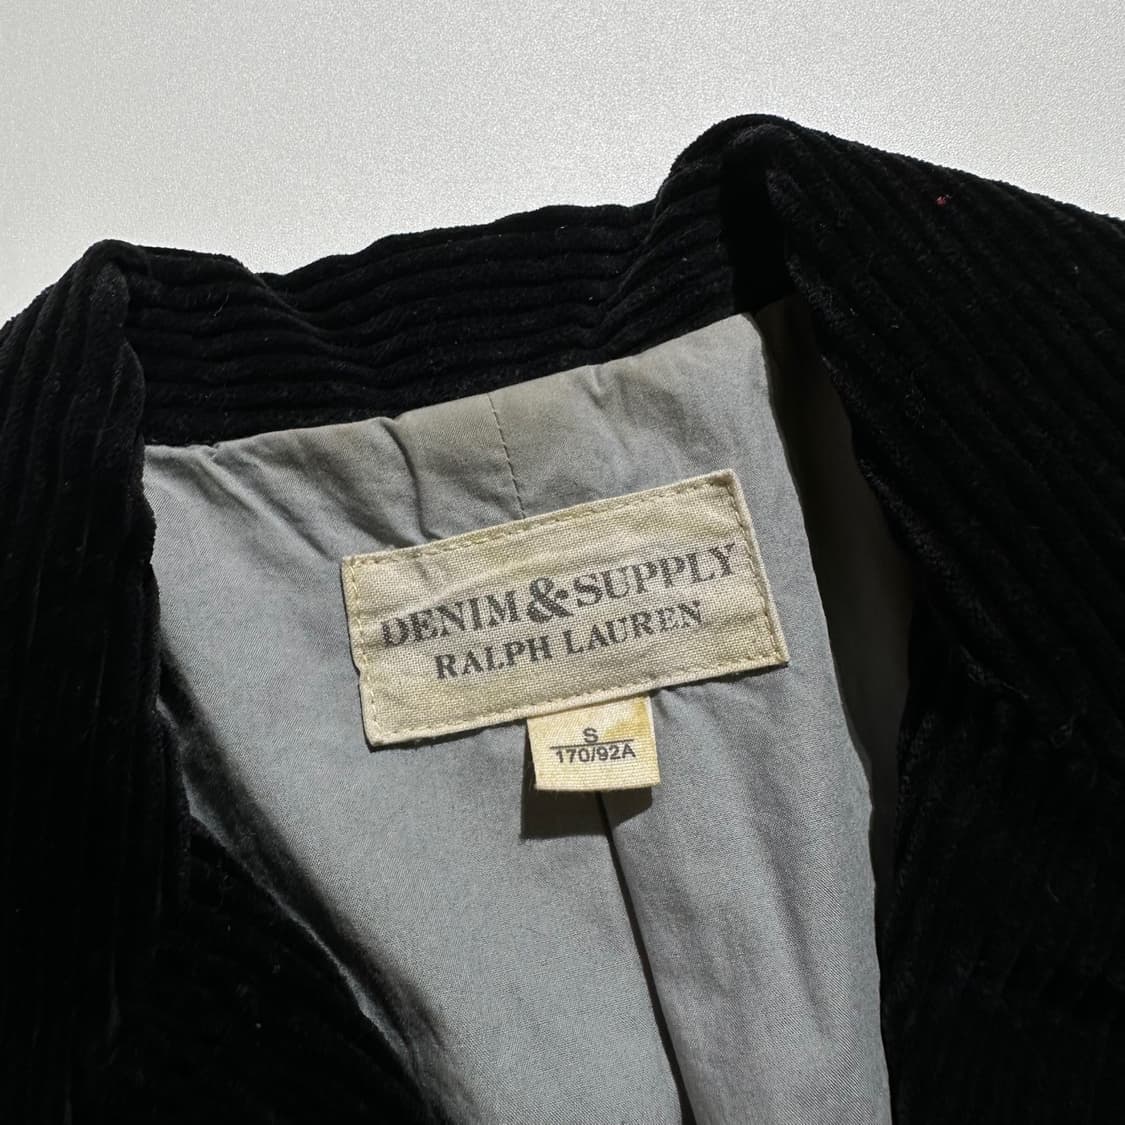 DENIM & SUPPLY
RALPH LAUREN
S
170/92A